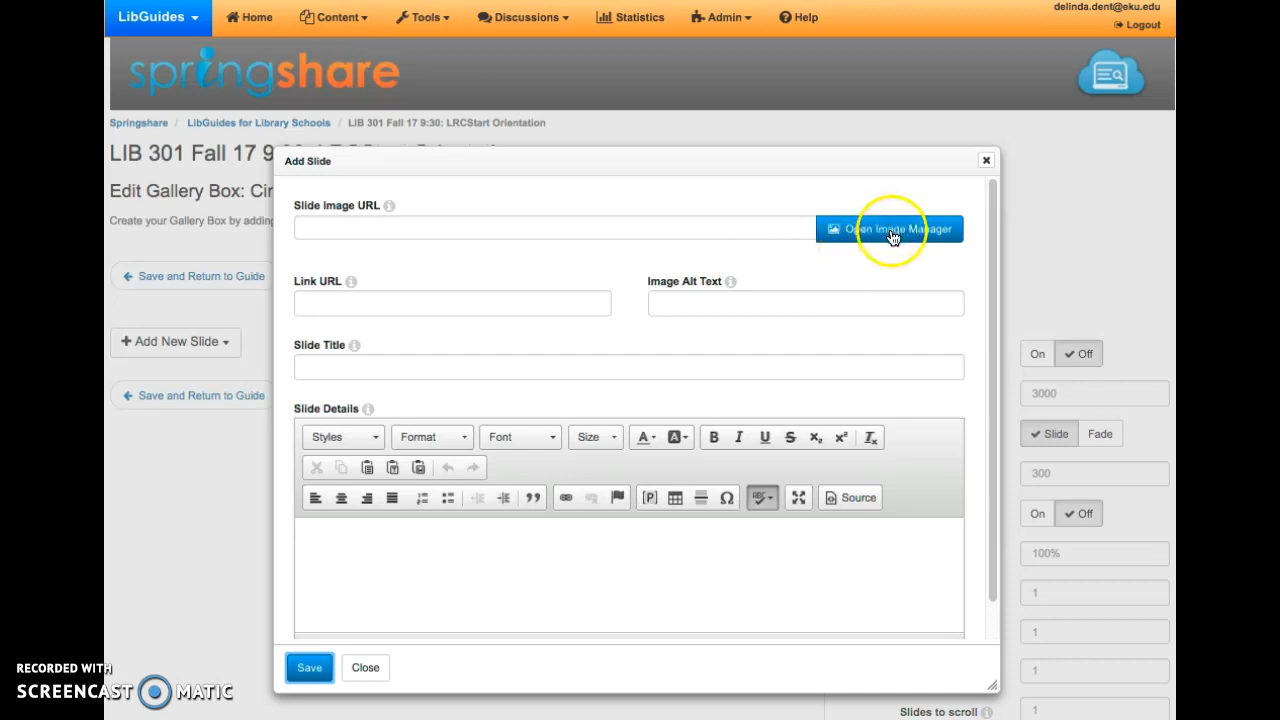 LibGuides Home Content Tools Discussions Statistics Admin Help
delinda.dent@eku.edu
Logout
springshare
Springshare / LibGuides for Library Schools / LIB 301 Fall 17 9:30: LRCStart Orientation
LIB 301 Fall 17 9
Edit Gallery Box: Cir
Create your Gallery Box by adding
Save and Return to Guide
Add New Slide
Save and Return to Guide
Add Slide
Slide Image URL
Open Image Manager
Link URL
Image Alt Text
Slide Title
Slide Details
Styles Format Font Size A A B I U S x₂ x² Tx
[P] Ω ABC Source
Save Close
On Off
3000
Slide Fade
300
On Off
100%
1
1
1
Slides to scroll 1
RECORDED WITH
SCREENCAST MATIC